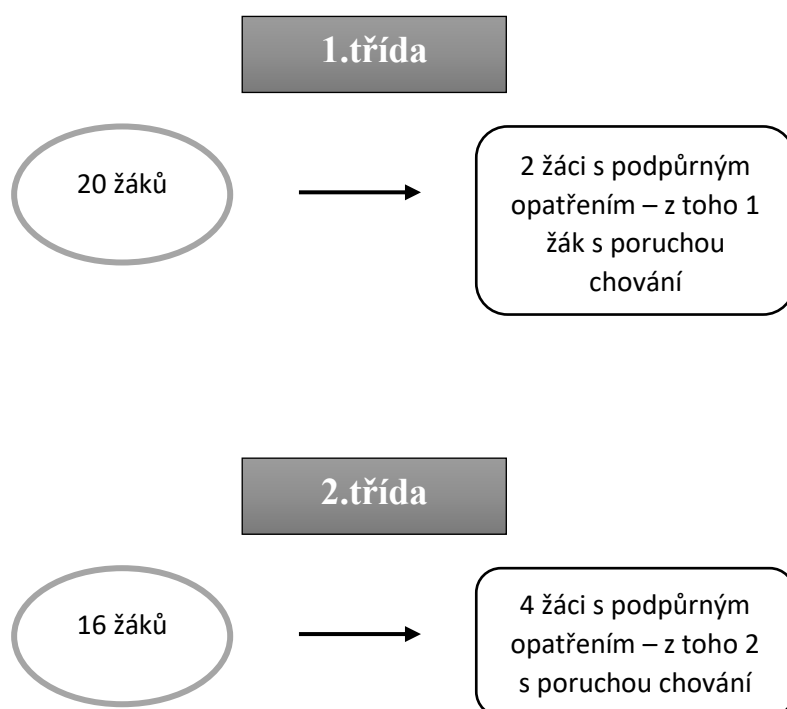 1.třída
20 žáků
2 žáci s podpůrným
opatřením – z toho 1
žák s poruchou
chování
2.třída
16 žáků
4 žáci s podpůrným
opatřením – z toho 2
s poruchou chování